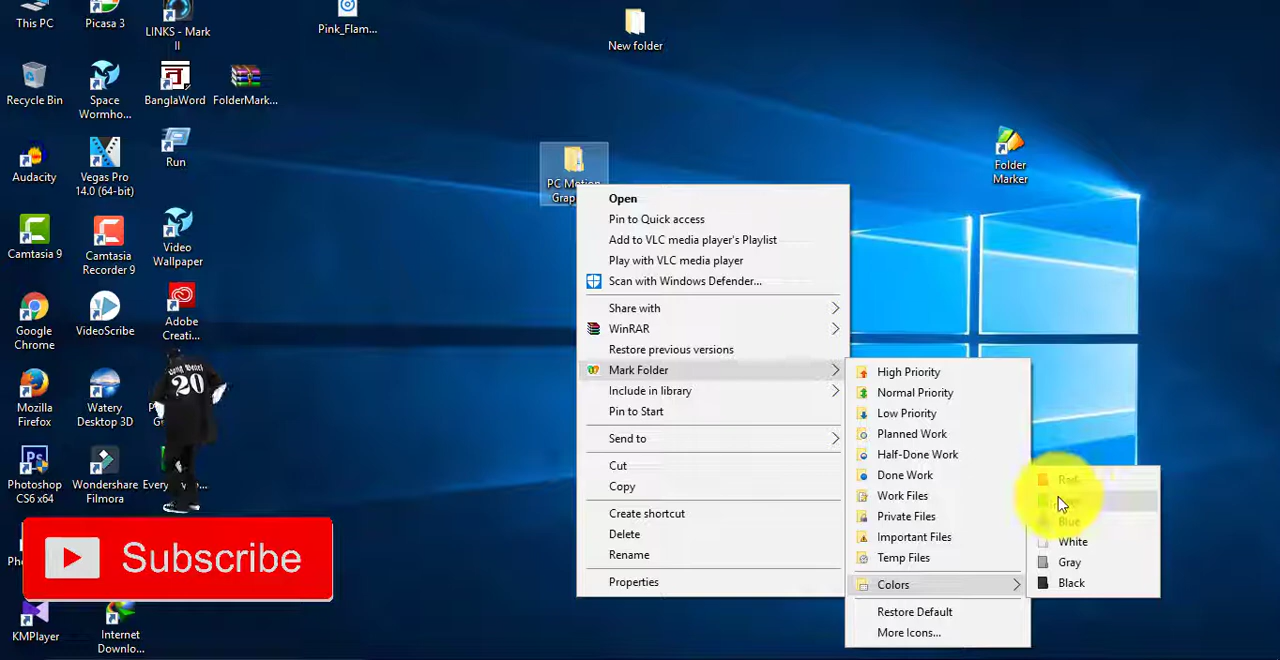 This PC
Picasa 3
LINKS - Mark
II
Pink_Flam...
New folder
Recycle Bin
Space
Wormho...
BanglaWord
FolderMark...
Run
Audacity
Vegas Pro
14.0 (64-bit)
Folder
Marker
PC Motion
Grap
Camtasia 9
Camtasia
Recorder 9
Video
Wallpaper
Google
Chrome
VideoScribe
Adobe
Creati...
Mozilla
Firefox
Watery
Desktop 3D
20
Photoshop
CS6 x64
Wondershare
Filmora
Subscribe
KMPlayer
Internet
Downlo...
Open
Pin to Quick access
Add to VLC media player's Playlist
Play with VLC media player
Scan with Windows Defender...
Share with
WinRAR
Restore previous versions
Mark Folder
Include in library
Pin to Start
Send to
Cut
Copy
Create shortcut
Delete
Rename
Properties
High Priority
Normal Priority
Low Priority
Planned Work
Half-Done Work
Done Work
Work Files
Private Files
Important Files
Temp Files
Colors
Restore Default
More Icons...
Blue
White
Gray
Black